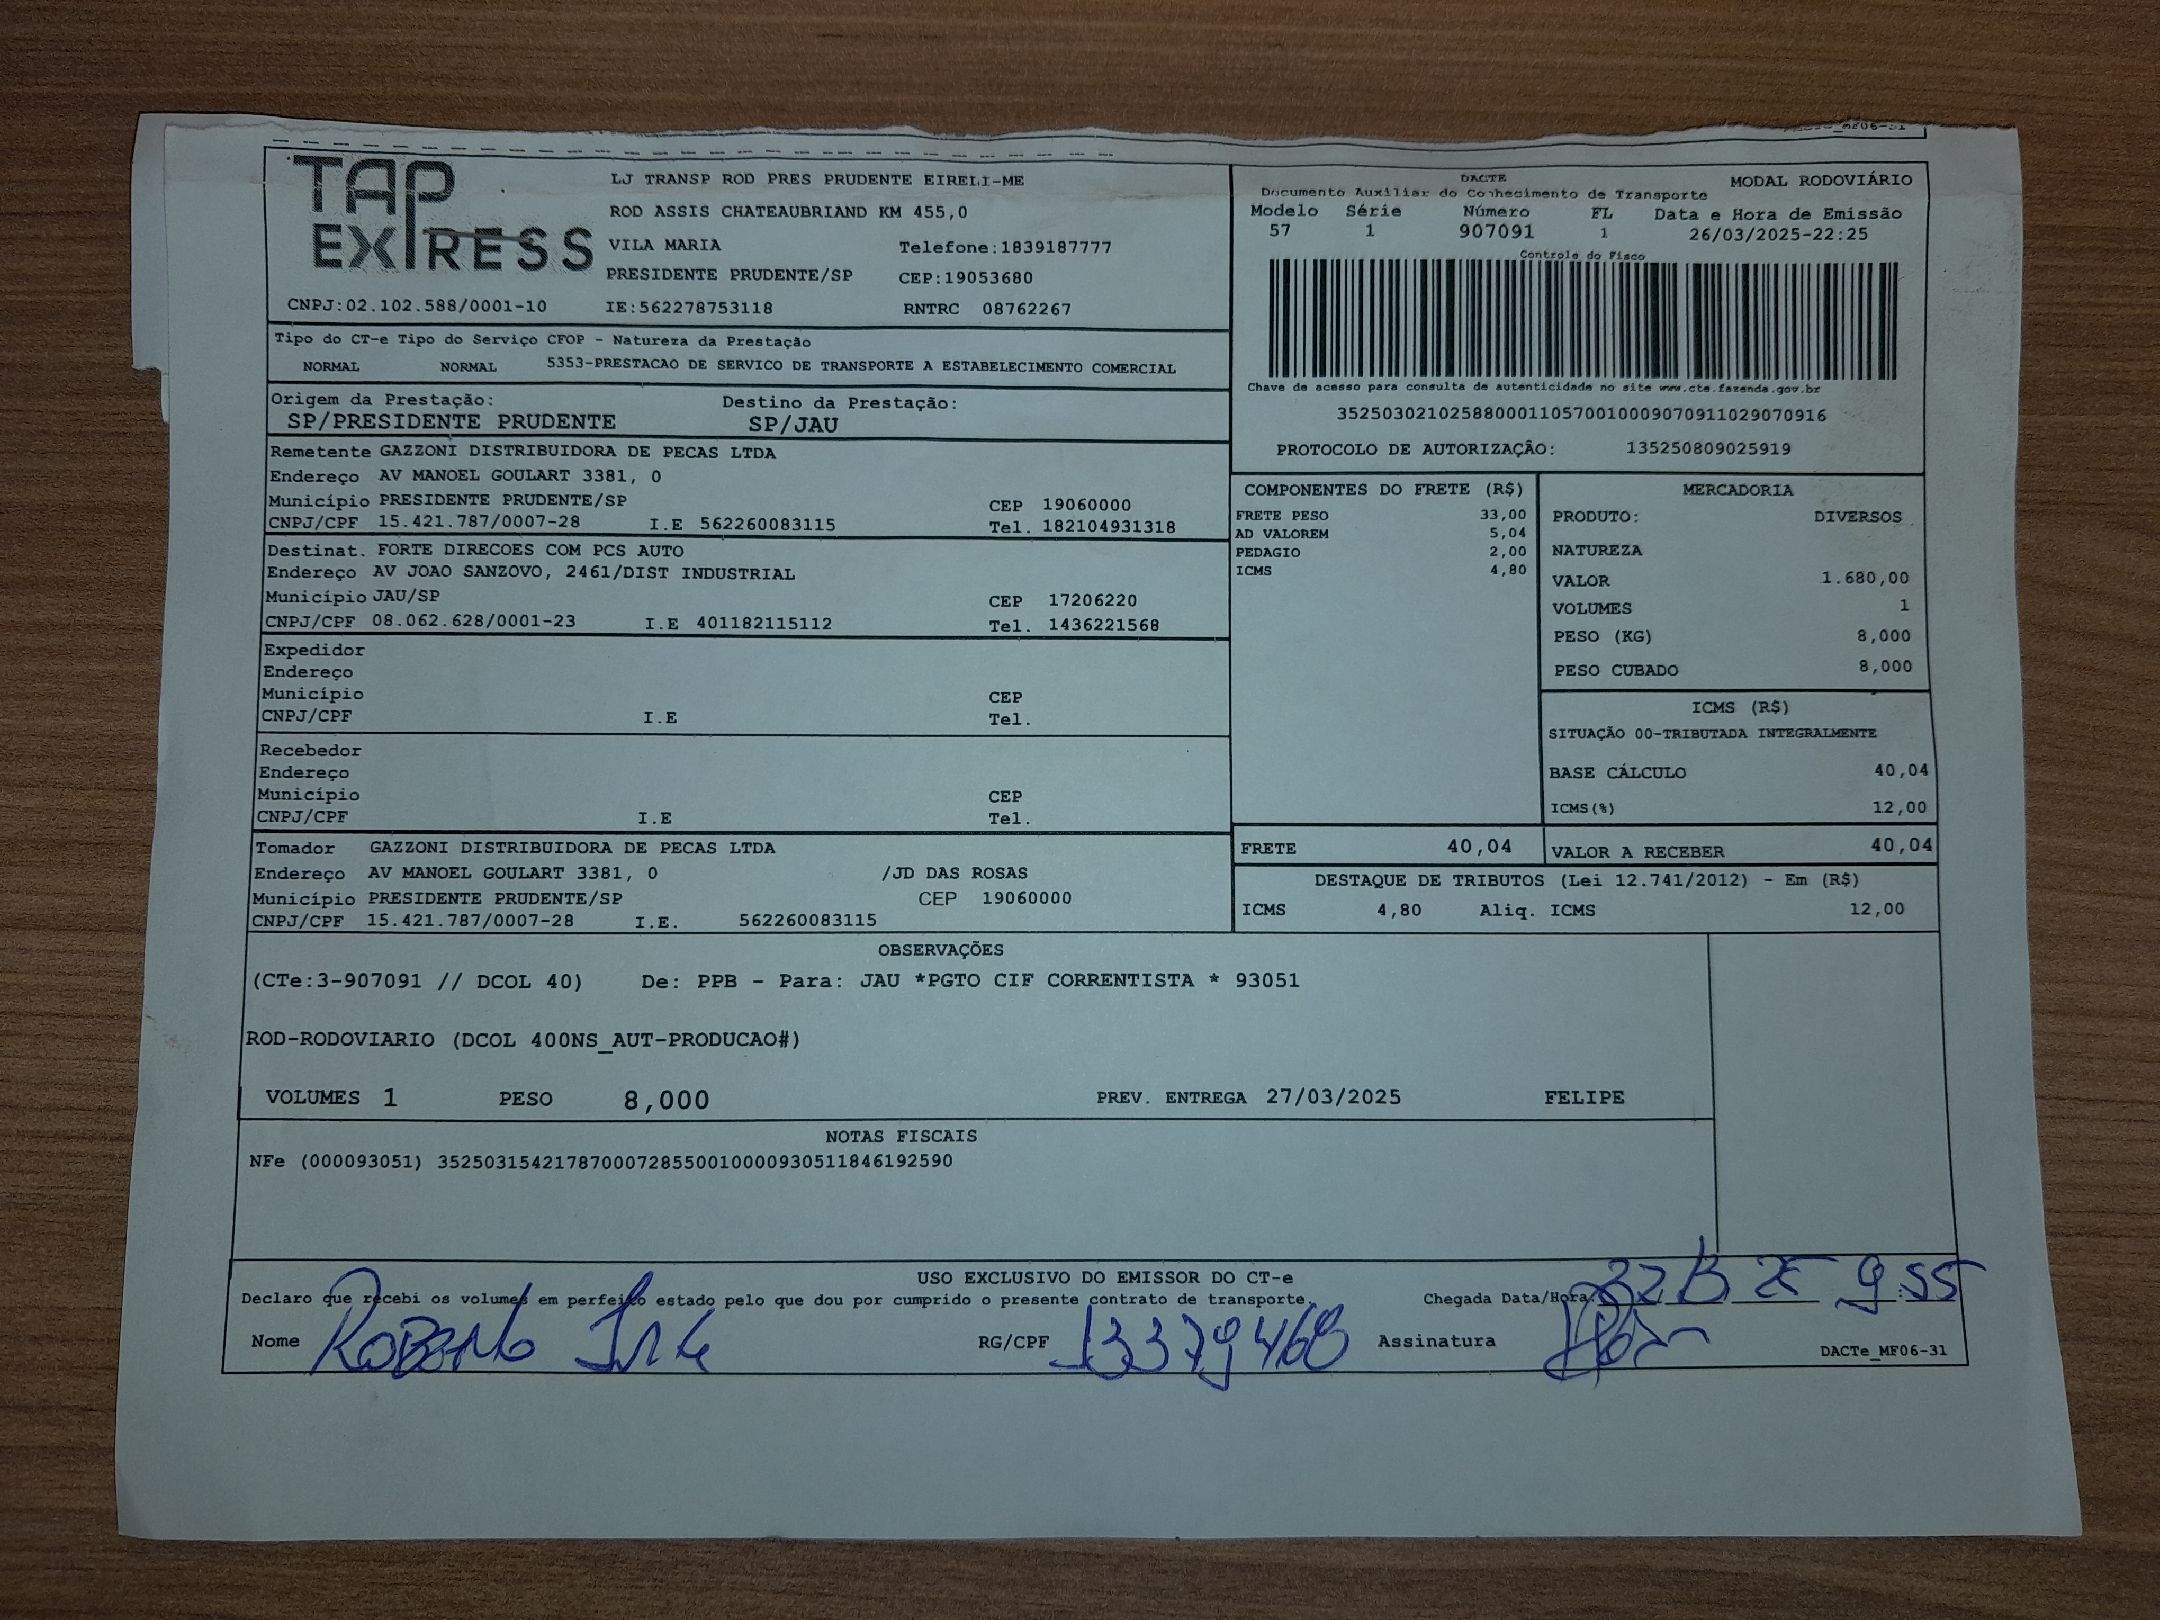 TAP
EXPRESS
LJ TRANSP ROD PRES PRUDENTE EIRELI-ME
ROD ASSIS CHATEAUBRIAND KM 455,0
VILA MARIA Telefone:1839187777
PRESIDENTE PRUDENTE/SP CEP:19053680
CNPJ:02.102.588/0001-10 IE:562278753118 RNTRC 08762267
DACTE MODAL RODOVIÁRIO
Documento Auxiliar do Conhecimento de Transporte
Modelo Série Número FL Data e Hora de Emissão
57 1 907091 1 26/03/2025-22:25
Controle do Fisco
Chave de acesso para consulta de autenticidade no site www.cte.fazenda.gov.br
35250302102588000110570010009070911029070916
PROTOCOLO DE AUTORIZAÇÃO: 135250809025919
Tipo do CT-e Tipo do Serviço CFOP - Natureza da Prestação
NORMAL NORMAL 5353-PRESTACAO DE SERVICO DE TRANSPORTE A ESTABELECIMENTO COMERCIAL
Origem da Prestação: Destino da Prestação:
SP/PRESIDENTE PRUDENTE SP/JAU
Remetente GAZZONI DISTRIBUIDORA DE PECAS LTDA
Endereço AV MANOEL GOULART 3381, 0
Município PRESIDENTE PRUDENTE/SP CEP 19060000
CNPJ/CPF 15.421.787/0007-28 I.E 562260083115 Tel. 182104931318
Destinat. FORTE DIRECOES COM PCS AUTO
Endereço AV JOAO SANZOVO, 2461/DIST INDUSTRIAL
Município JAU/SP CEP 17206220
CNPJ/CPF 08.062.628/0001-23 I.E 401182115112 Tel. 1436221568
Expedidor
Endereço
Município CEP
CNPJ/CPF I.E Tel.
Recebedor
Endereço
Município CEP
CNPJ/CPF I.E Tel.
Tomador GAZZONI DISTRIBUIDORA DE PECAS LTDA
Endereço AV MANOEL GOULART 3381, 0 /JD DAS ROSAS
Município PRESIDENTE PRUDENTE/SP CEP 19060000
CNPJ/CPF 15.421.787/0007-28 I.E. 562260083115
COMPONENTES DO FRETE (R$)
FRETE PESO 33,00
AD VALOREM 5,04
PEDAGIO 2,00
ICMS 4,80
MERCADORIA
PRODUTO: DIVERSOS
NATUREZA
VALOR 1.680,00
VOLUMES 1
PESO (KG) 8,000
PESO CUBADO 8,000
ICMS (R$)
SITUAÇÃO 00-TRIBUTADA INTEGRALMENTE
BASE CÁLCULO 40,04
ICMS(%) 12,00
FRETE 40,04 VALOR A RECEBER 40,04
DESTAQUE DE TRIBUTOS (Lei 12.741/2012) - Em (R$)
ICMS 4,80 Aliq. ICMS 12,00
OBSERVAÇÕES
(CTe:3-907091 // DCOL 40) De: PPB - Para: JAU *PGTO CIF CORRENTISTA * 93051
ROD-RODOVIARIO (DCOL 400NS_AUT-PRODUCAO#)
VOLUMES 1 PESO 8,000 PREV. ENTREGA 27/03/2025 FELIPE
NOTAS FISCAIS
NFe (000093051) 35250315421787000728550010000930511846192590
USO EXCLUSIVO DO EMISSOR DO CT-e
Declaro que recebi os volumes em perfeito estado pelo que dou por cumprido o presente contrato de transporte. Chegada Data/Hora: 25 9:55
Nome Roberto RG/CPF 13379468 Assinatura
DACTe_MF06-31